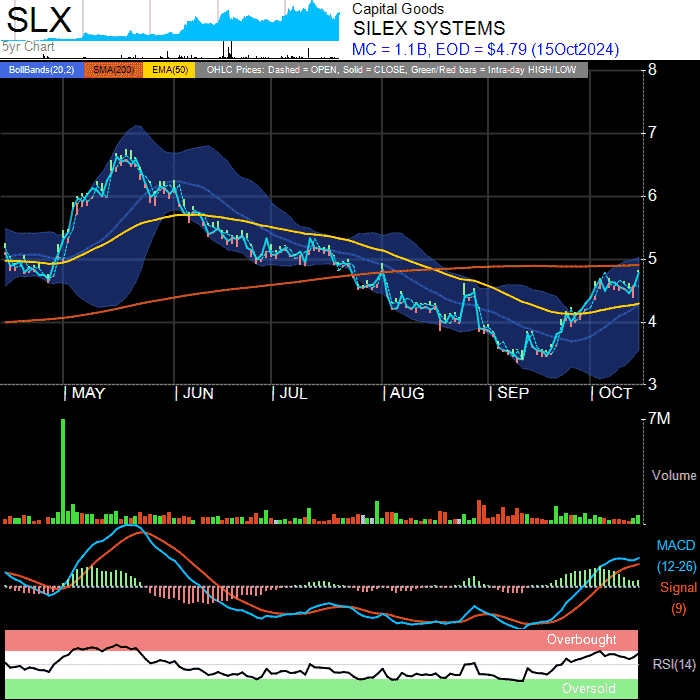 SLX
Capital Goods
SILEX SYSTEMS
MC = 1.1B, EOD = $4.79 (15Oct2024)
5yr Chart
BollBands(20,2) SMA(200) EMA(50) OHLC Prices: Dashed = OPEN, Solid = CLOSE, Green/Red bars = Intra-day HIGH/LOW
8
7
6
5
4
3
MAY JUN JUL AUG SEP OCT
7M
Volume
MACD
(12-26)
Signal
(9)
Overbought
RSI(14)
Oversold